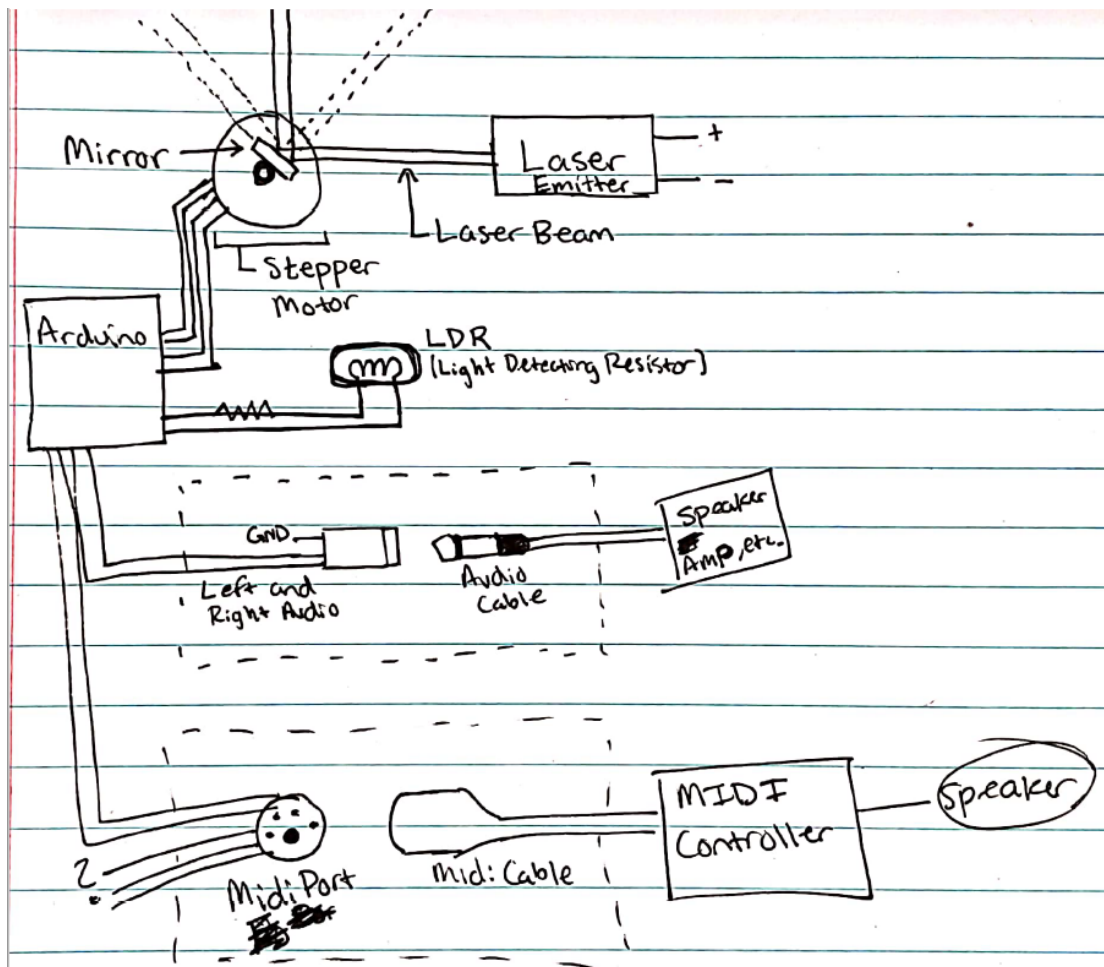 Mirror
Laser
Emitter
+
-
Laser Beam
Stepper
Motor
Arduino
LDR
(Light Detecting Resistor)
GND
Left and
Right Audio
Audio
Cable
Speaker
Amp, etc.
?
Midi Port
Midi Cable
MIDI
Controller
Speaker